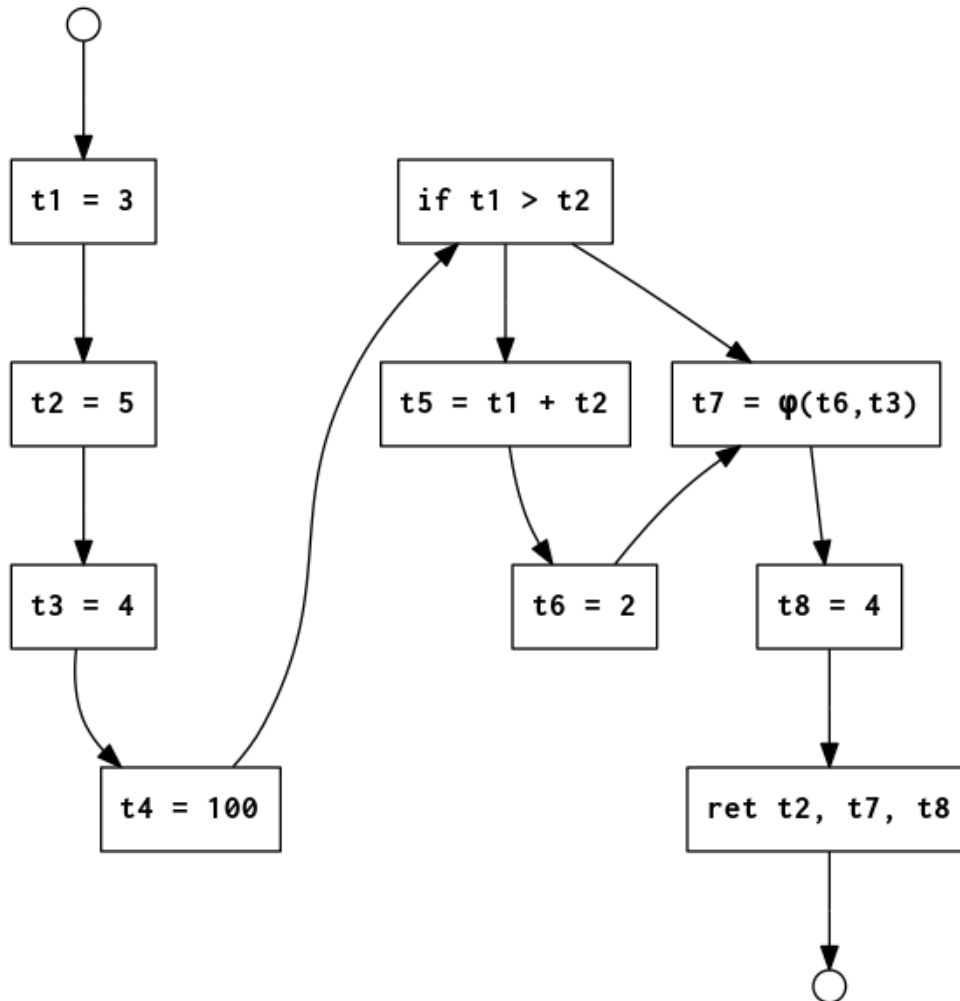 t1 = 3
t2 = 5
t3 = 4
t4 = 100
if t1 > t2
t5 = t1 + t2
t6 = 2
t7 = φ(t6,t3)
t8 = 4
ret t2, t7, t8